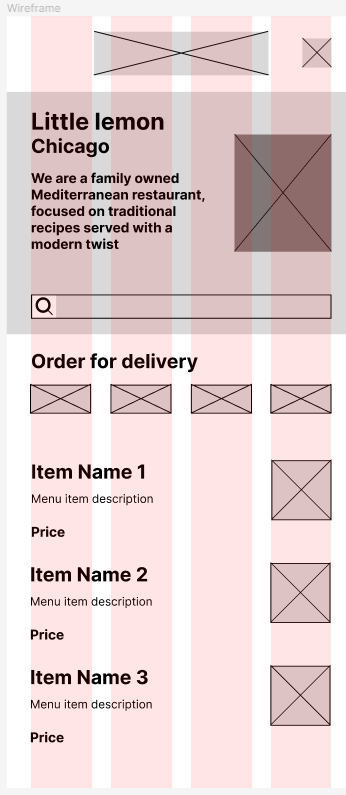 Wireframe
Little lemon
Chicago
We are a family owned
Mediterranean restaurant,
focused on traditional
recipes served with a
modern twist
Order for delivery
Item Name 1
Menu item description
Price
Item Name 2
Menu item description
Price
Item Name 3
Menu item description
Price